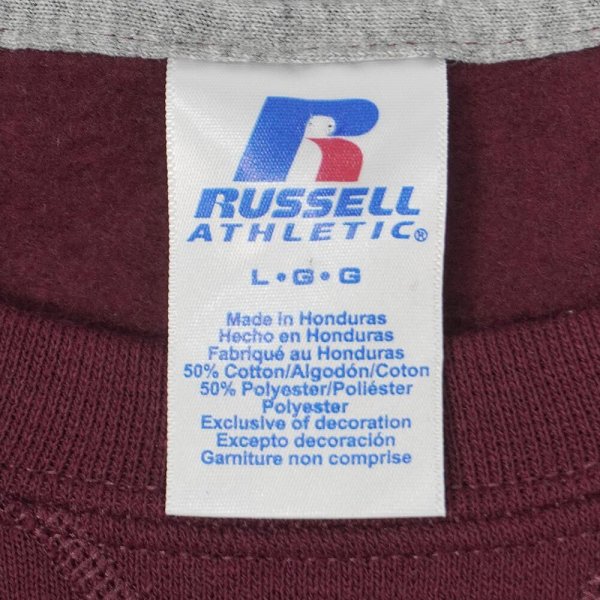 RUSSELL
ATHLETIC®
L • G • G
Made in Honduras
Hecho en Honduras
Fabriqué au Honduras
50% Cotton/Algodón/Coton
50% Polyester/Poliéster
Polyester
Exclusive of decoration
Excepto decoración
Garniture non comprise